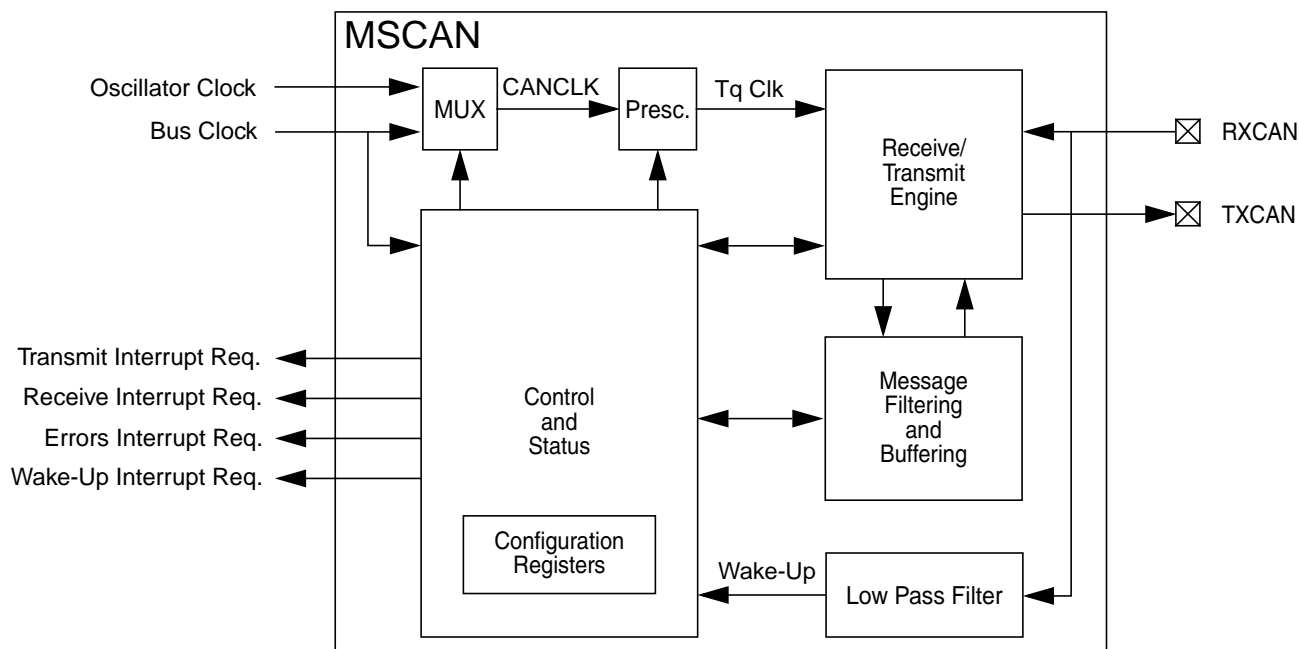 MSCAN
Oscillator Clock
Bus Clock
MUX
CANCLK
Presc.
Tq Clk
Receive/
Transmit
Engine
RXCAN
TXCAN
Transmit Interrupt Req.
Receive Interrupt Req.
Errors Interrupt Req.
Wake-Up Interrupt Req.
Control
and
Status
Message
Filtering
and
Buffering
Configuration
Registers
Wake-Up
Low Pass Filter